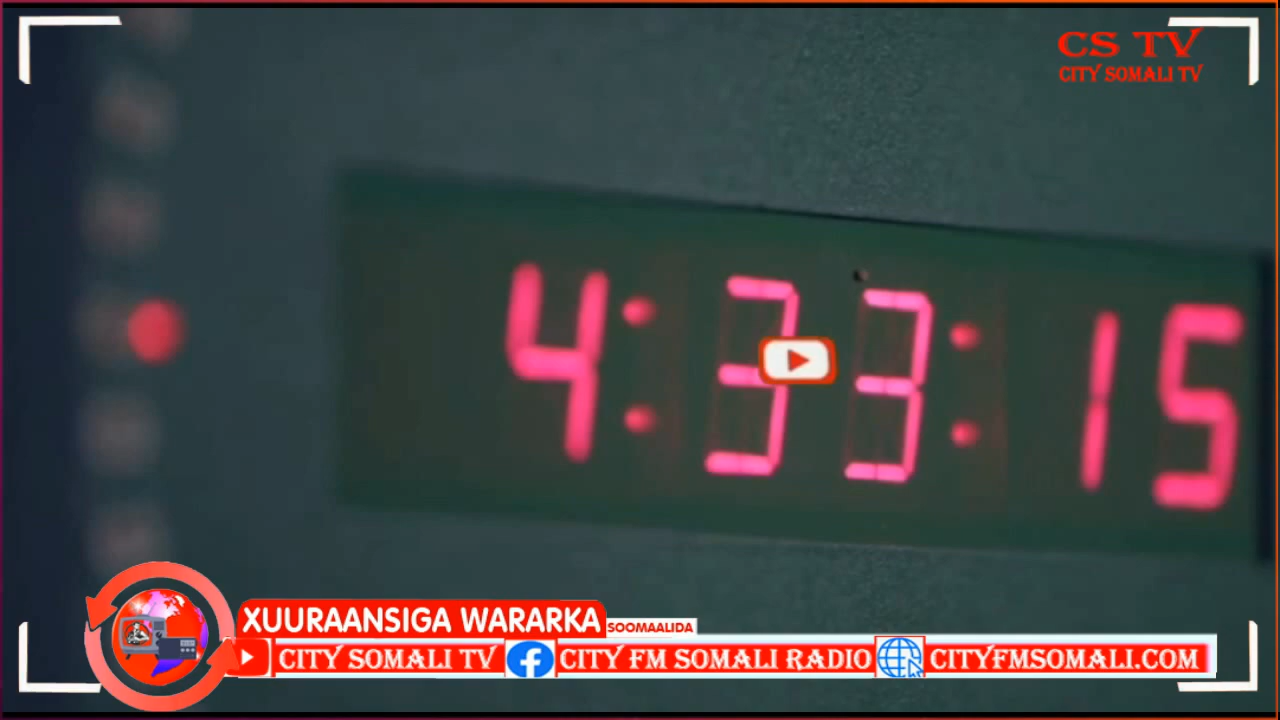 CS TV
CITY SOMALI TV
4:33:15
XUURAANSIGA WARARKA
SOOMAALIDA
CITY SOMALI TV CITY FM SOMALI RADIO CITYFMSOMALI.COM